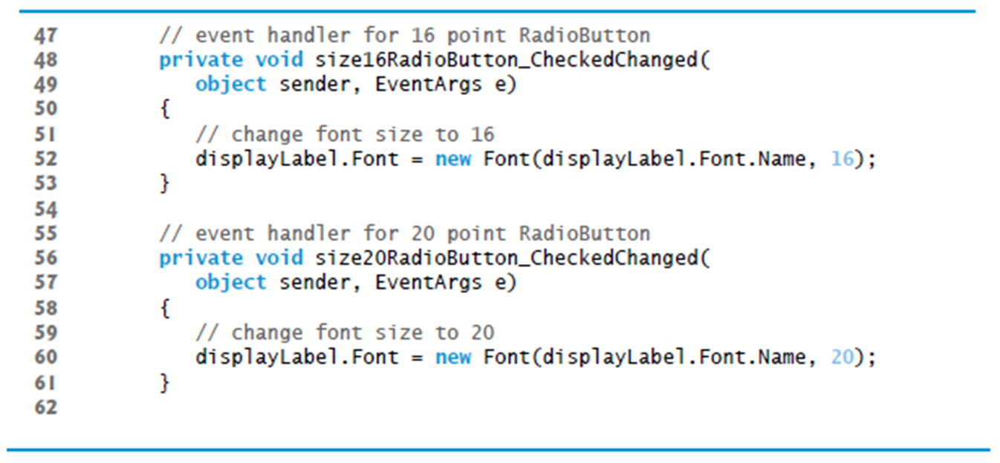 47 // event handler for 16 point RadioButton
48 private void size16RadioButton_CheckedChanged(
49 object sender, EventArgs e)
50 {
51 // change font size to 16
52 displayLabel.Font = new Font(displayLabel.Font.Name, 16);
53 }
54
55 // event handler for 20 point RadioButton
56 private void size20RadioButton_CheckedChanged(
57 object sender, EventArgs e)
58 {
59 // change font size to 20
60 displayLabel.Font = new Font(displayLabel.Font.Name, 20);
61 }
62